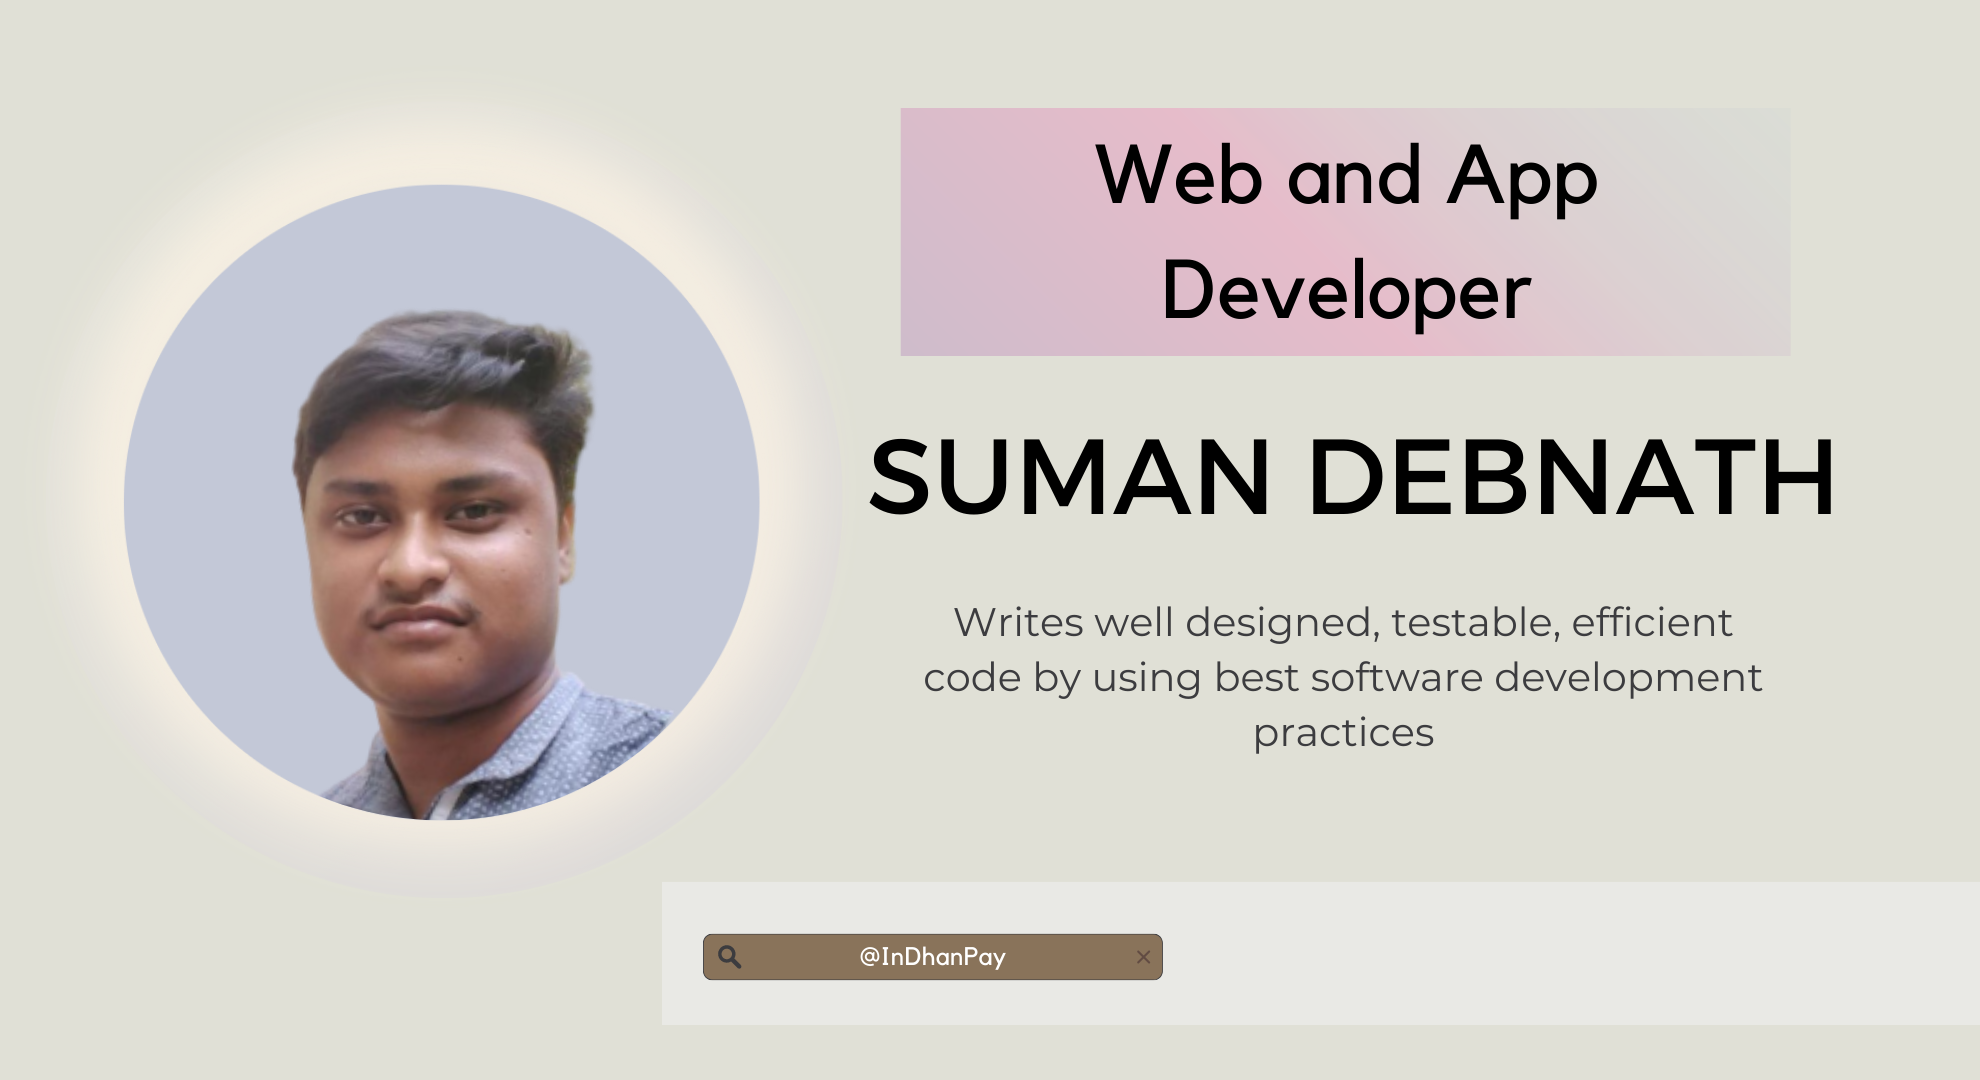 Web and App
Developer
SUMAN DEBNATH
Writes well designed, testable, efficient
code by using best software development
practices
@InDhanPay